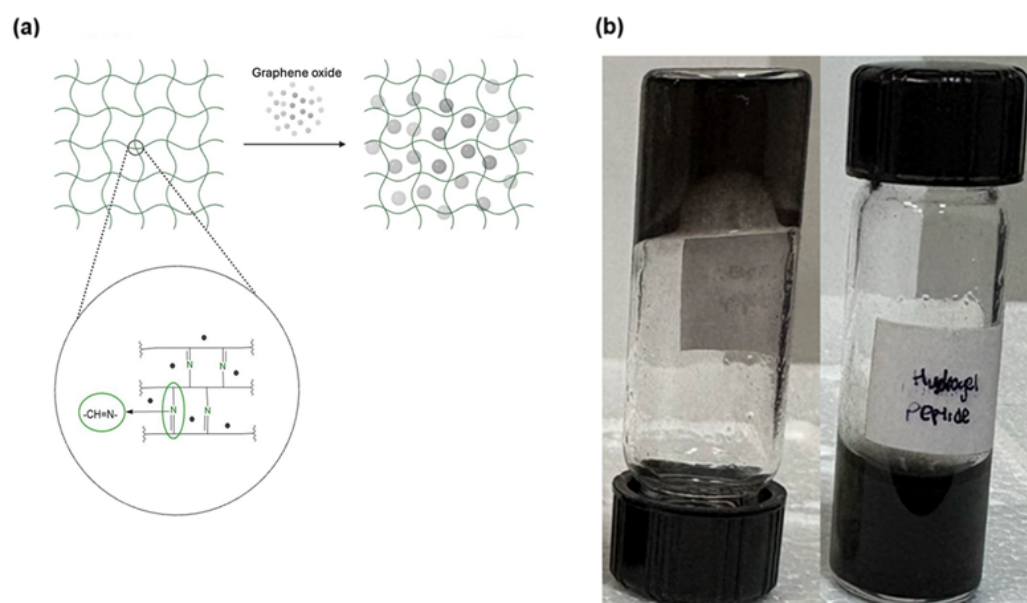 (a)
(b)
Graphene oxide
N
N
-CH=N-
N
N
Hydrogel
PEPtide